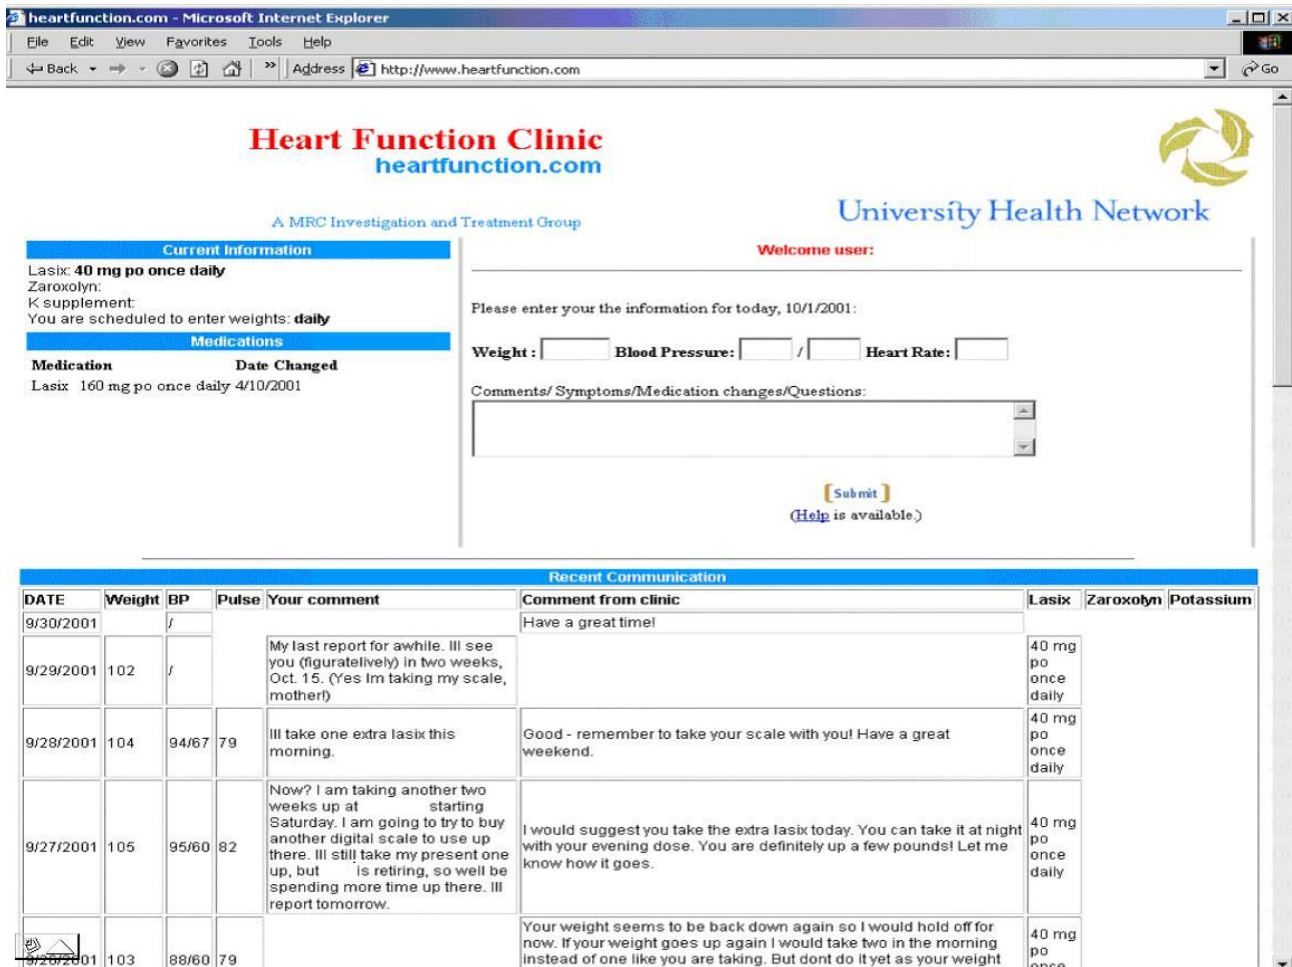 heartfunction.com - Microsoft Internet Explorer
File Edit View Favorites Tools Help
Back » Address http://www.heartfunction.com Go
Heart Function Clinic
heartfunction.com
A MRC Investigation and Treatment Group
University Health Network
Current Information
Lasix: 40 mg po once daily
Zaroxolyn:
K supplement:
You are scheduled to enter weights: daily
Medications
Medication Date Changed
Lasix 160 mg po once daily 4/10/2001
Welcome user:
Please enter your the information for today, 10/1/2001:
Weight : Blood Pressure: / Heart Rate:
Comments/ Symptoms/Medication changes/Questions:
Submit
(Help is available.)
Recent Communication
DATE Weight BP Pulse Your comment Comment from clinic Lasix Zaroxolyn Potassium
9/30/2001 / Have a great time!
9/29/2001 102 /
My last report for awhile. Ill see
you (figuratelively) in two weeks,
Oct. 15. (Yes Im taking my scale,
mother!)
40 mg
po
once
daily
9/28/2001 104 94/67 79
Ill take one extra lasix this
morning.
Good - remember to take your scale with you! Have a great
weekend.
40 mg
po
once
daily
9/27/2001 105 95/60 82
Now? I am taking another two
weeks up at starting
Saturday. I am going to try to buy
another digital scale to use up
there. Ill still take my present one
up, but is retiring, so well be
spending more time up there. Ill
report tomorrow.
I would suggest you take the extra lasix today. You can take it at night
with your evening dose. You are definitely up a few pounds! Let me
know how it goes.
40 mg
po
once
daily
9/26/2001 103 88/60 79
Your weight seems to be back down again so I would hold off for
now. If your weight goes up again I would take two in the morning
instead of one like you are taking. But dont do it yet as your weight
40 mg
po
once